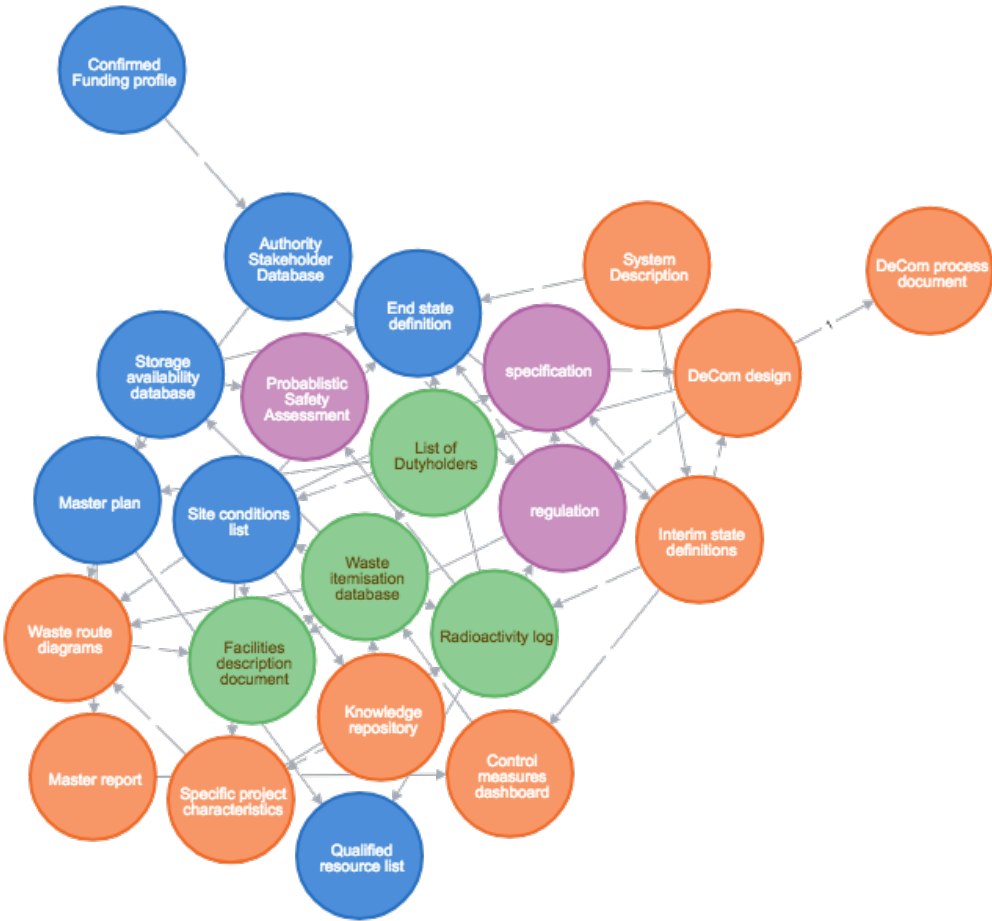 Confirmed
Funding profile
Authority
Stakeholder
Database
System
Description
DeCom process
document
End state
definition
Storage
availability
database
Probablistic
Safety
Assessment
specification
DeCom design
List of
Dutyholders
Master plan
Site conditions
list
regulation
Interim state
definitions
Waste
itemisation
database
Waste route
diagrams
Facilities
description
document
Radioactivity log
Knowledge
repository
Master report
Specific project
characteristics
Control
measures
dashboard
Qualified
resource list